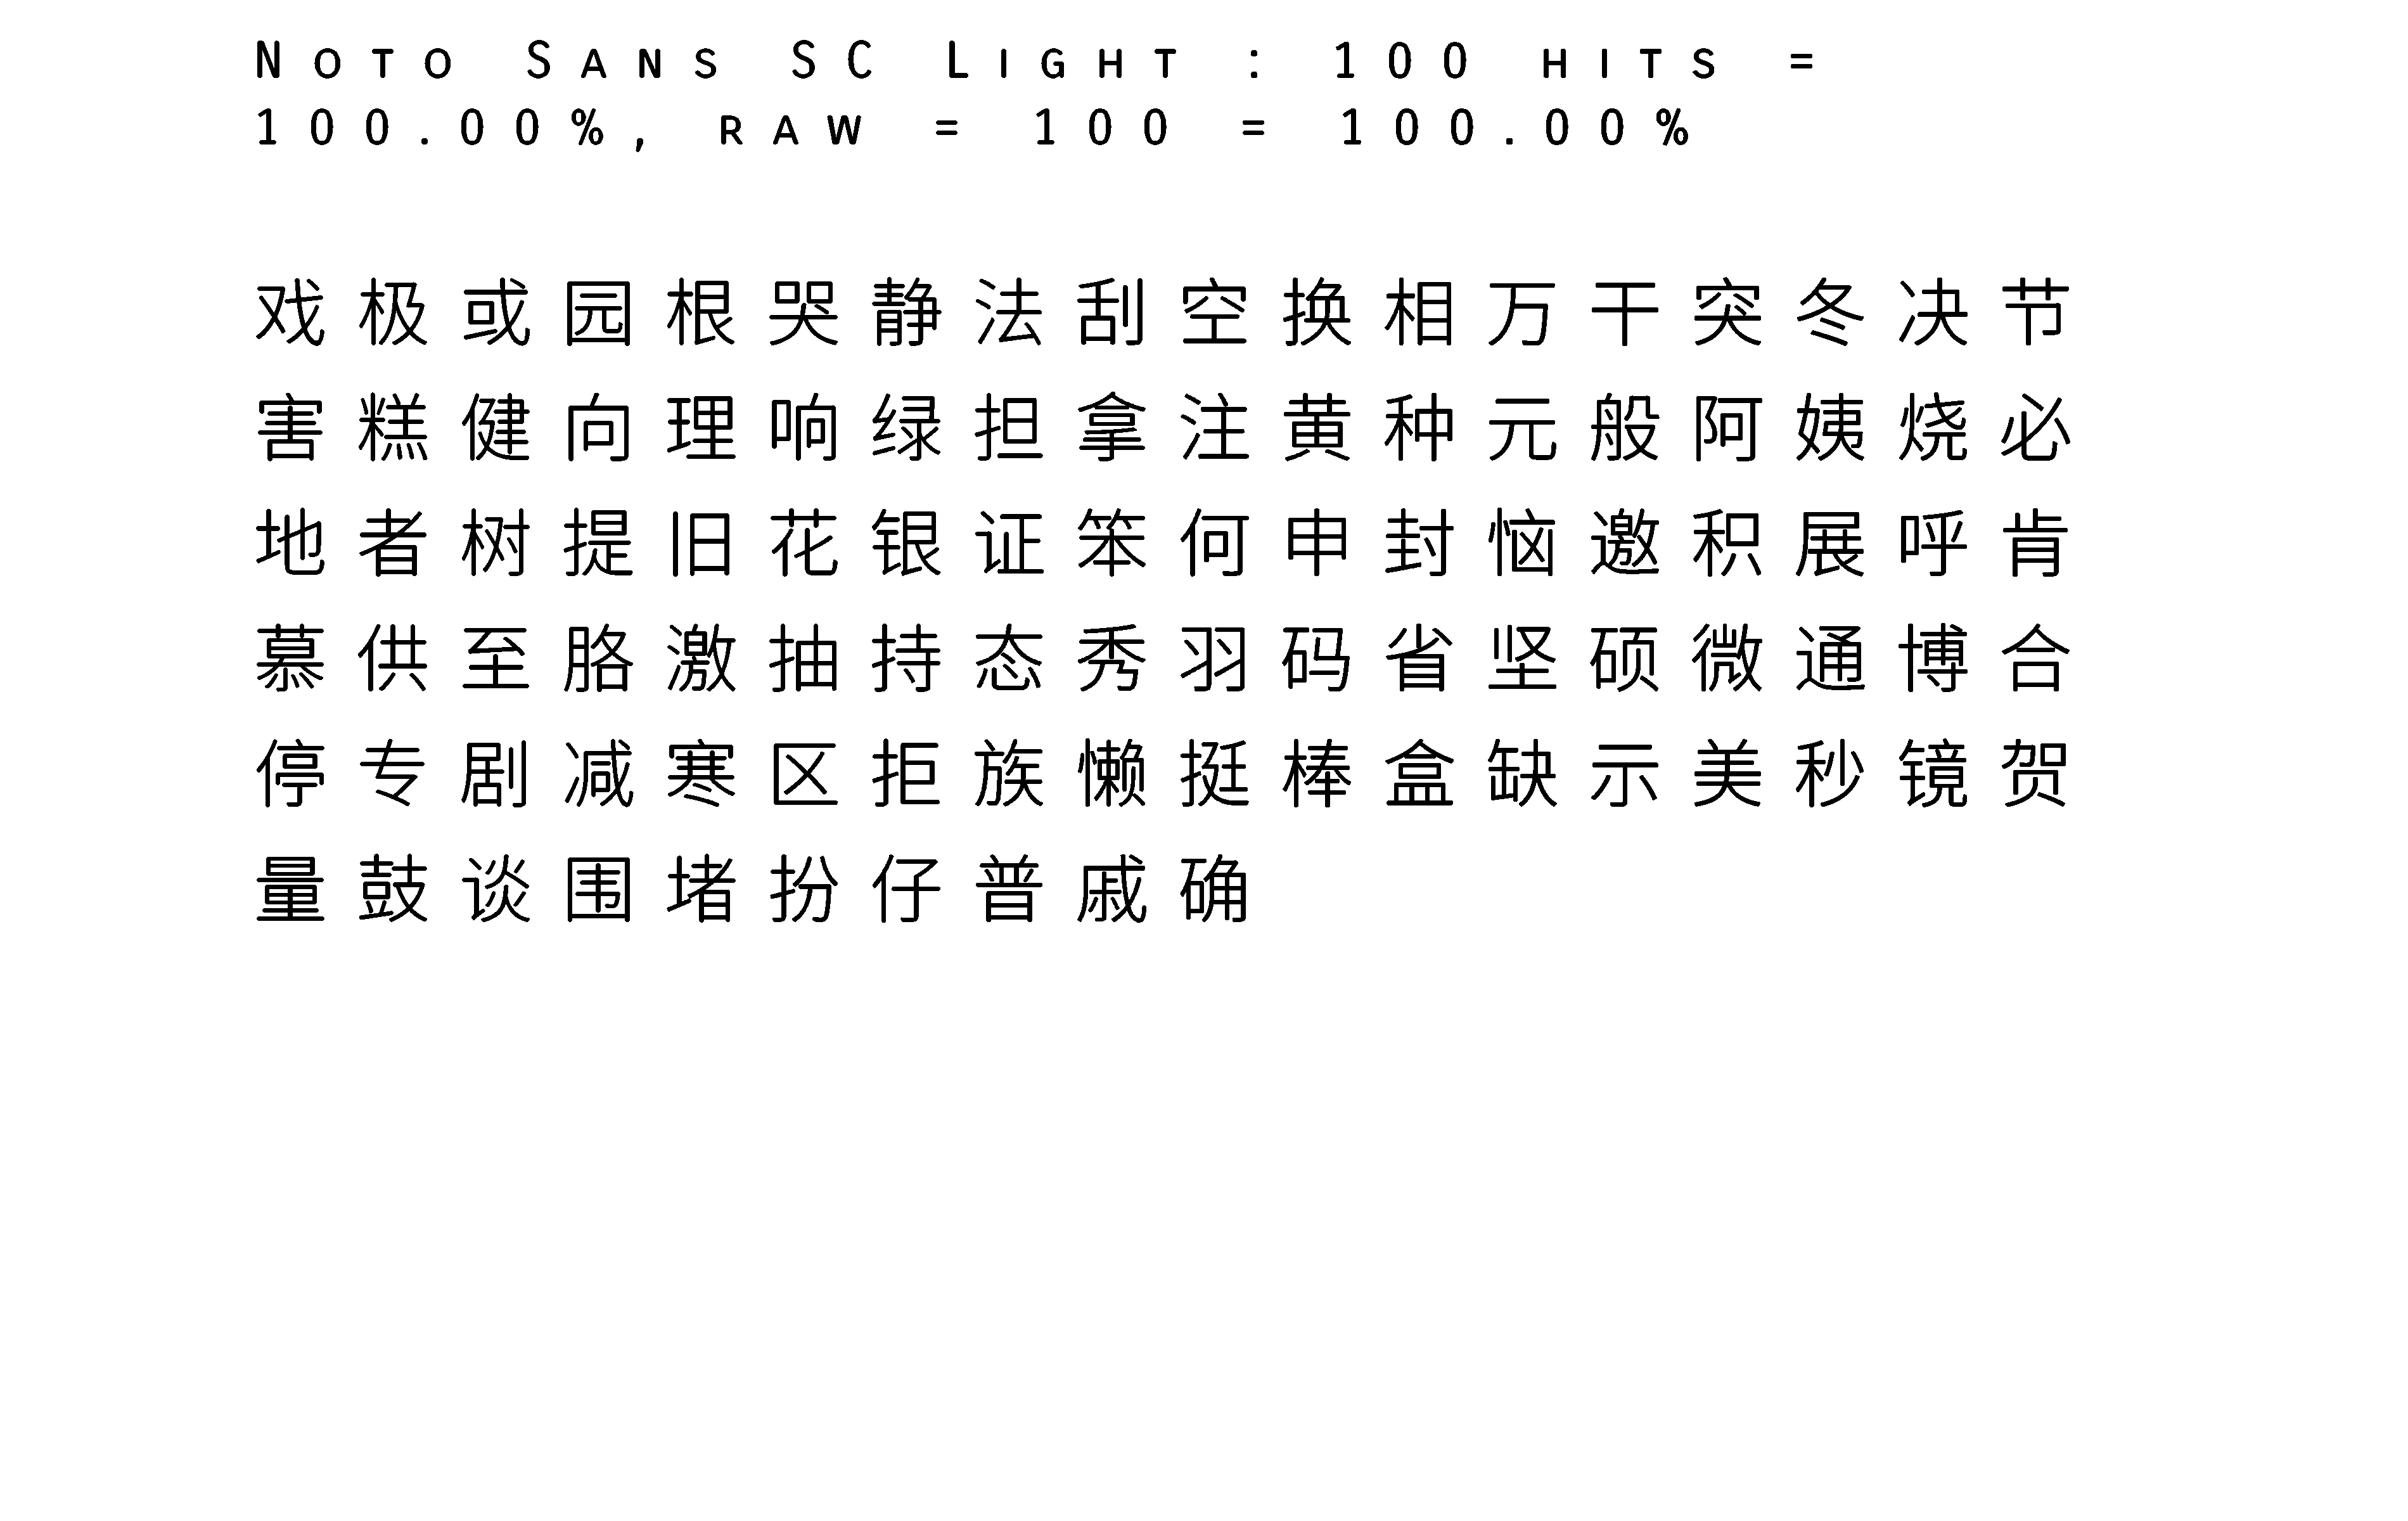 Noto Sans SC Light : 100 hits =
100.00%, raw = 100 = 100.00%
戏极或园根哭静法刮空换相万干突冬决节
害糕健向理响绿担拿注黄种元般阿姨烧必
地者树提旧花银证笨何申封恼邀积展呼肯
慕供至胳激抽持态秀羽码省坚硕微通博合
停专剧减寒区拒族懒挺棒盒缺示美秒镜贺
量鼓谈围堵扮仔普戚确